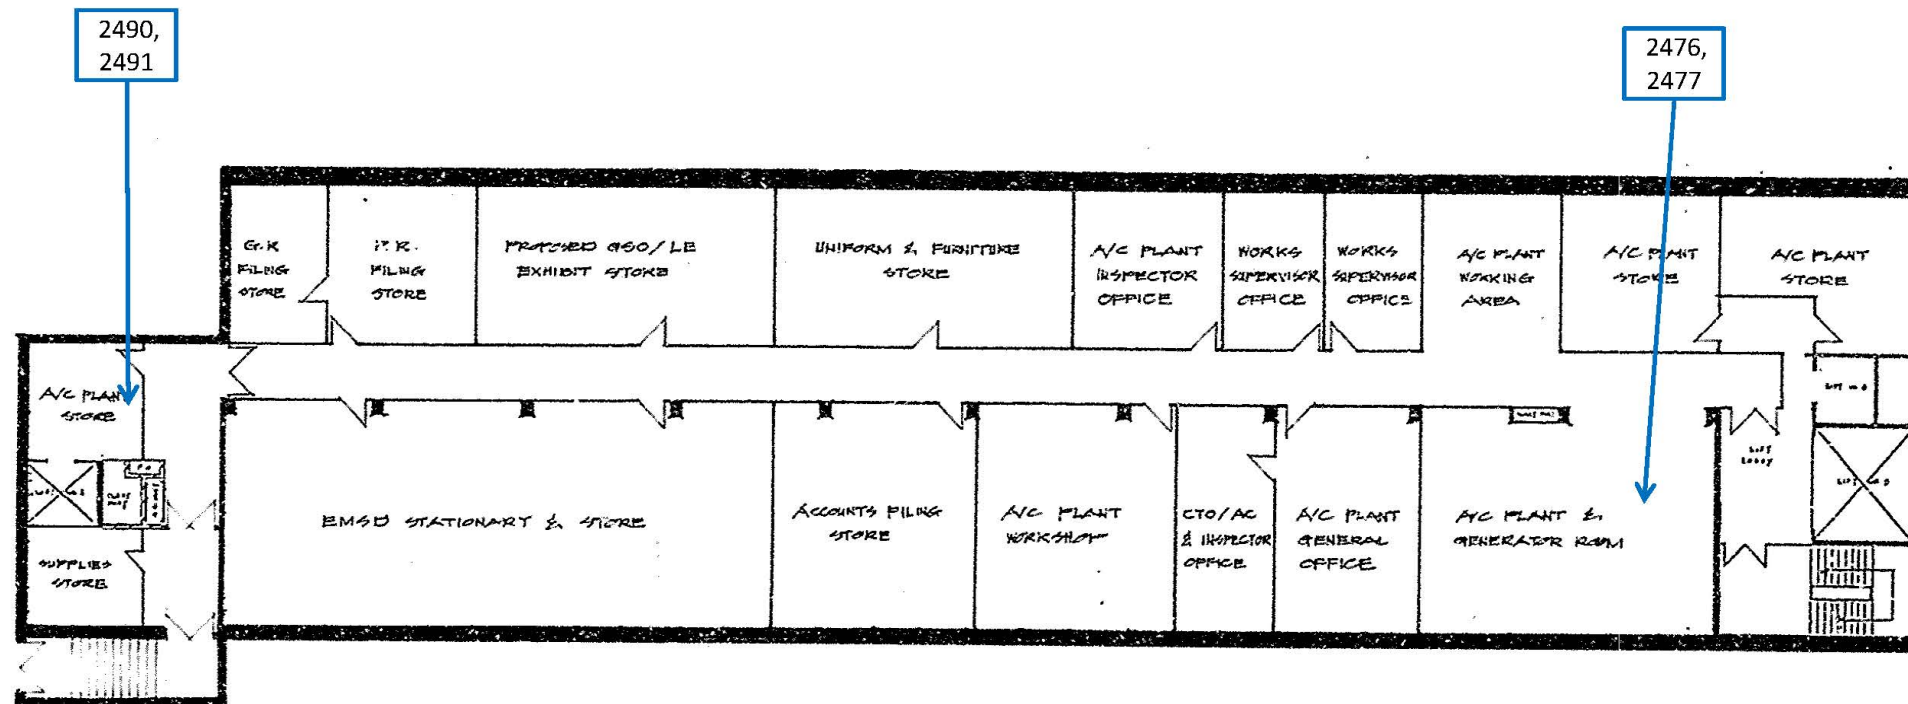 2490,
2491
2476,
2477
G.R
FILING
STORE
P.R.
FILING
STORE
PROPOSED GSO/LE
EXHIBIT STORE
UNIFORM & FURNITURE
STORE
A/C PLANT
INSPECTOR
OFFICE
WORKS
SUPERVISOR
OFFICE
WORKS
SUPERVISOR
OFFICE
A/C PLANT
WORKING
AREA
A/C PLANT
STORE
A/C PLANT
STORE
A/C PLANT
STORE
SUPPLIES
STORE
EMSD STATIONARY & STORE
ACCOUNTS FILING
STORE
A/C PLANT
WORKSHOP
CTO/AC
& INSPECTOR
OFFICE
A/C PLANT
GENERAL
OFFICE
A/C PLANT &
GENERATOR ROOM
LIFT
LOBBY